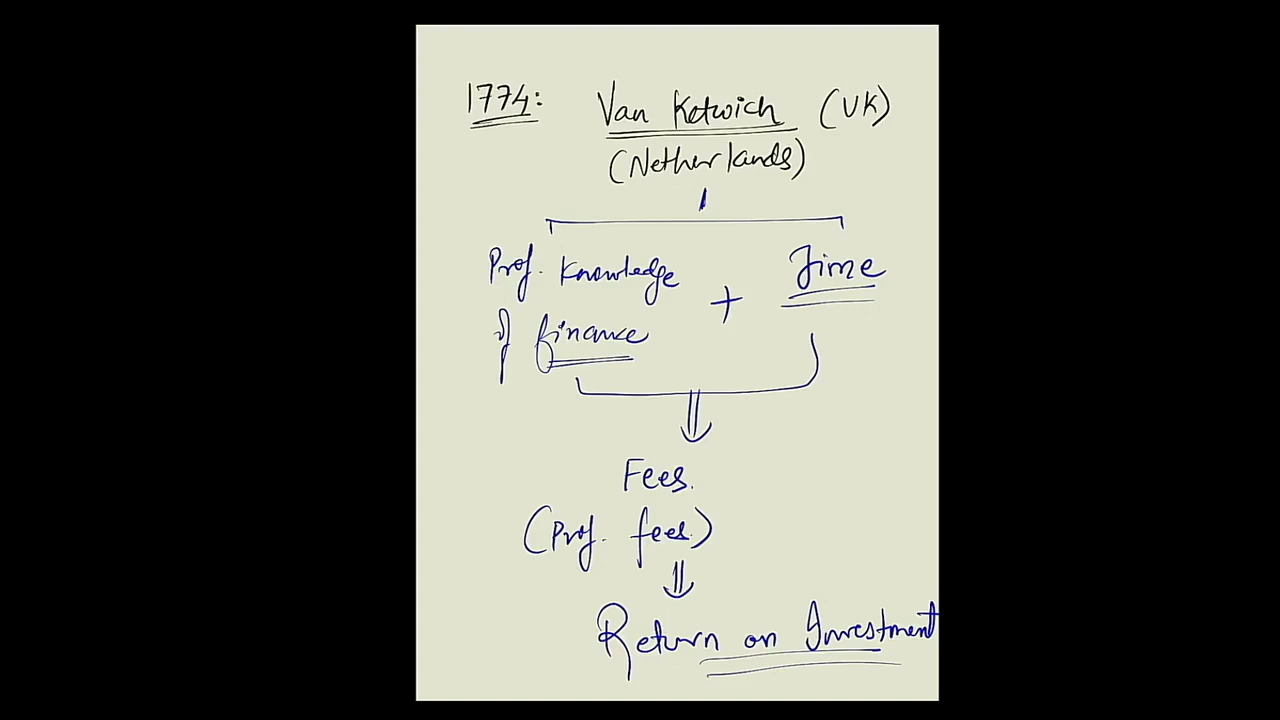 1774: Van Ketwich (UK)
(Netherlands)
Prof. Knowledge + Time
of finance
Fees.
(Prof. fees.)
Return on Investment